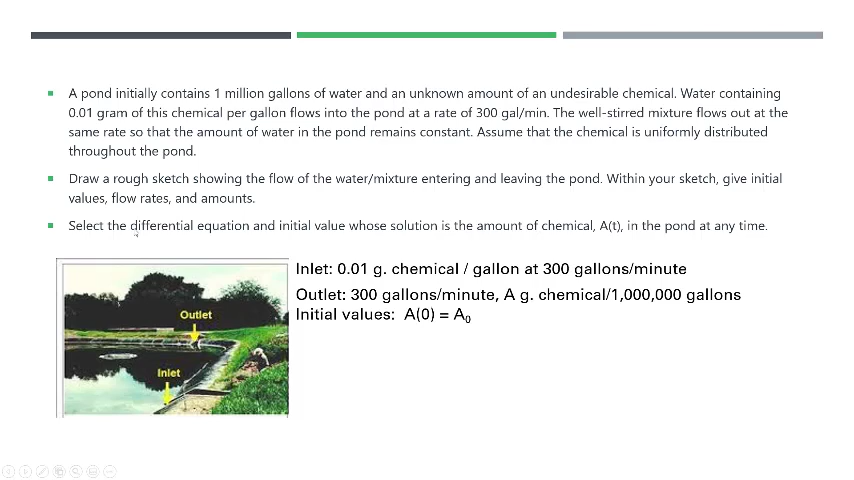 A pond initially contains 1 million gallons of water and an unknown amount of an undesirable chemical. Water containing
0.01 gram of this chemical per gallon flows into the pond at a rate of 300 gal/min. The well-stirred mixture flows out at the
same rate so that the amount of water in the pond remains constant. Assume that the chemical is uniformly distributed
throughout the pond.
Draw a rough sketch showing the flow of the water/mixture entering and leaving the pond. Within your sketch, give initial
values, flow rates, and amounts.
Select the differential equation and initial value whose solution is the amount of chemical, A(t), in the pond at any time.
Inlet: 0.01 g. chemical / gallon at 300 gallons/minute
Outlet: 300 gallons/minute, A g. chemical/1,000,000 gallons
Initial values: A(0) = A₀
Outlet
Inlet